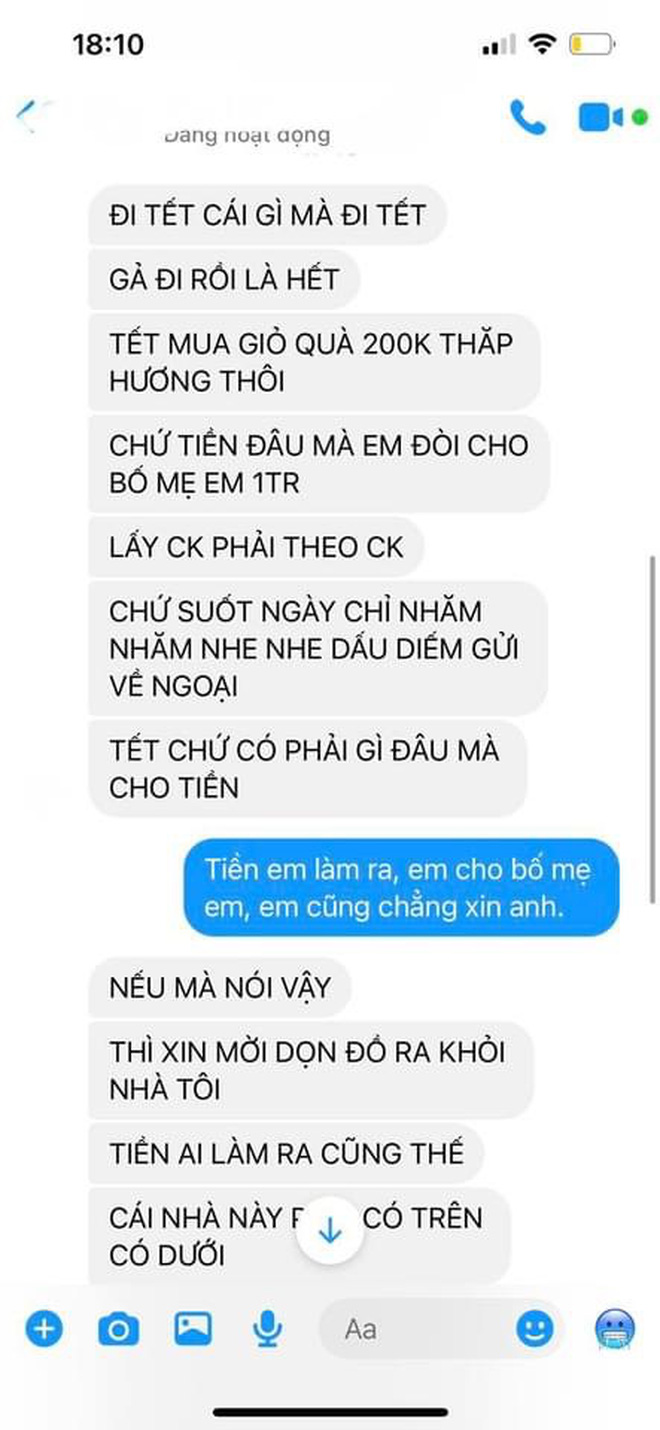 18:10
Đang hoạt động
ĐI TẾT CÁI GÌ MÀ ĐI TẾT
GẢ ĐI RỒI LÀ HẾT
TẾT MUA GIỎ QUÀ 200K THẮP
HƯƠNG THÔI
CHỨ TIỀN ĐÂU MÀ EM ĐÒI CHO
BỐ MẸ EM 1TR
LẤY CK PHẢI THEO CK
CHỨ SUỐT NGÀY CHỈ NHĂM
NHĂM NHE NHE DẤU DIẾM GỬI
VỀ NGOẠI
TẾT CHỨ CÓ PHẢI GÌ ĐÂU MÀ
CHO TIỀN
Tiền em làm ra, em cho bố mẹ
em, em cũng chẳng xin anh.
NẾU MÀ NÓI VẬY
THÌ XIN MỜI DỌN ĐỒ RA KHỎI
NHÀ TÔI
TIỀN AI LÀM RA CŨNG THẾ
CÁI NHÀ NÀY CÓ TRÊN
CÓ DƯỚI
Aa